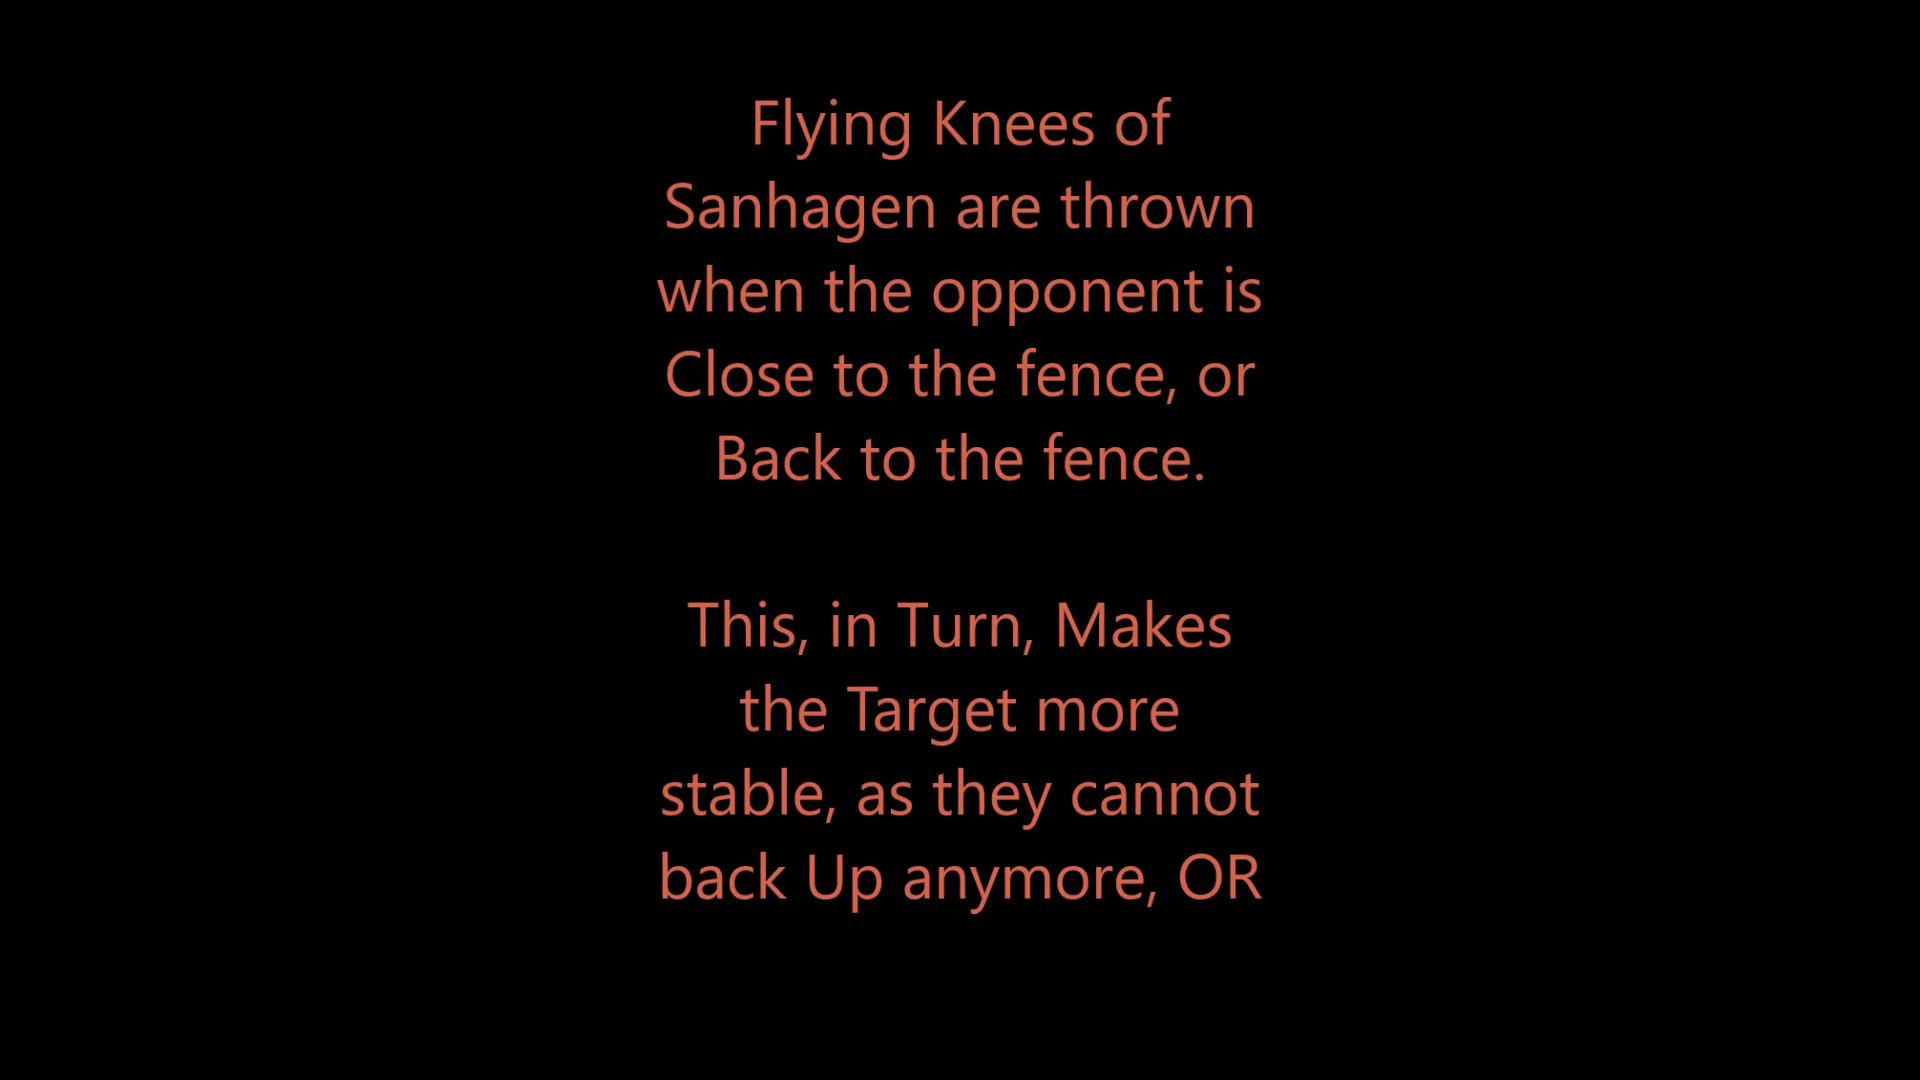 Flying Knees of
Sanhagen are thrown
when the opponent is
Close to the fence, or
Back to the fence.
This, in Turn, Makes
the Target more
stable, as they cannot
back Up anymore, OR